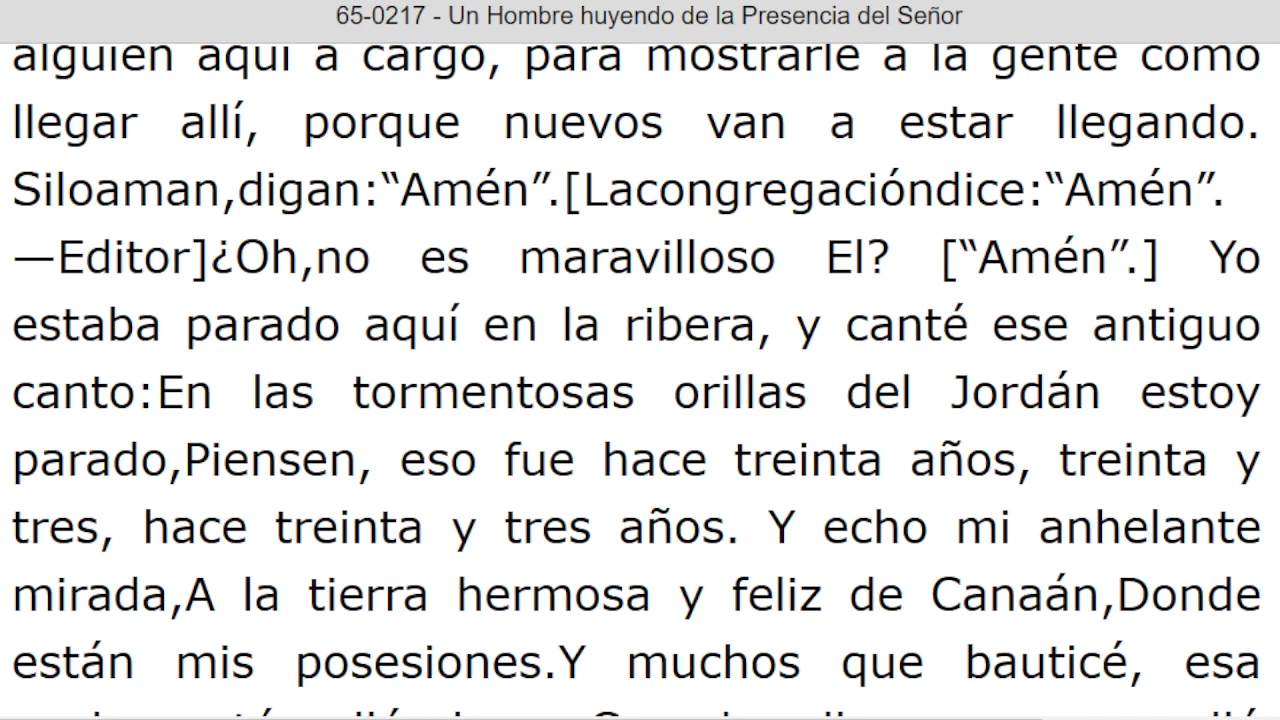 65-0217 - Un Hombre huyendo de la Presencia del Señor
alguien aquí a cargo, para mostrarle a la gente cómo
llegar allí, porque nuevos van a estar llegando.
Siloaman,digan:“Amén”.[Lacongregacióndice:“Amén”.
—Editor]¿Oh,no es maravilloso El? [“Amén”.] Yo
estaba parado aquí en la ribera, y canté ese antiguo
canto:En las tormentosas orillas del Jordán estoy
parado,Piensen, eso fue hace treinta años, treinta y
tres, hace treinta y tres años. Y echo mi anhelante
mirada,A la tierra hermosa y feliz de Canaán,Donde
están mis posesiones.Y muchos que bauticé, esa